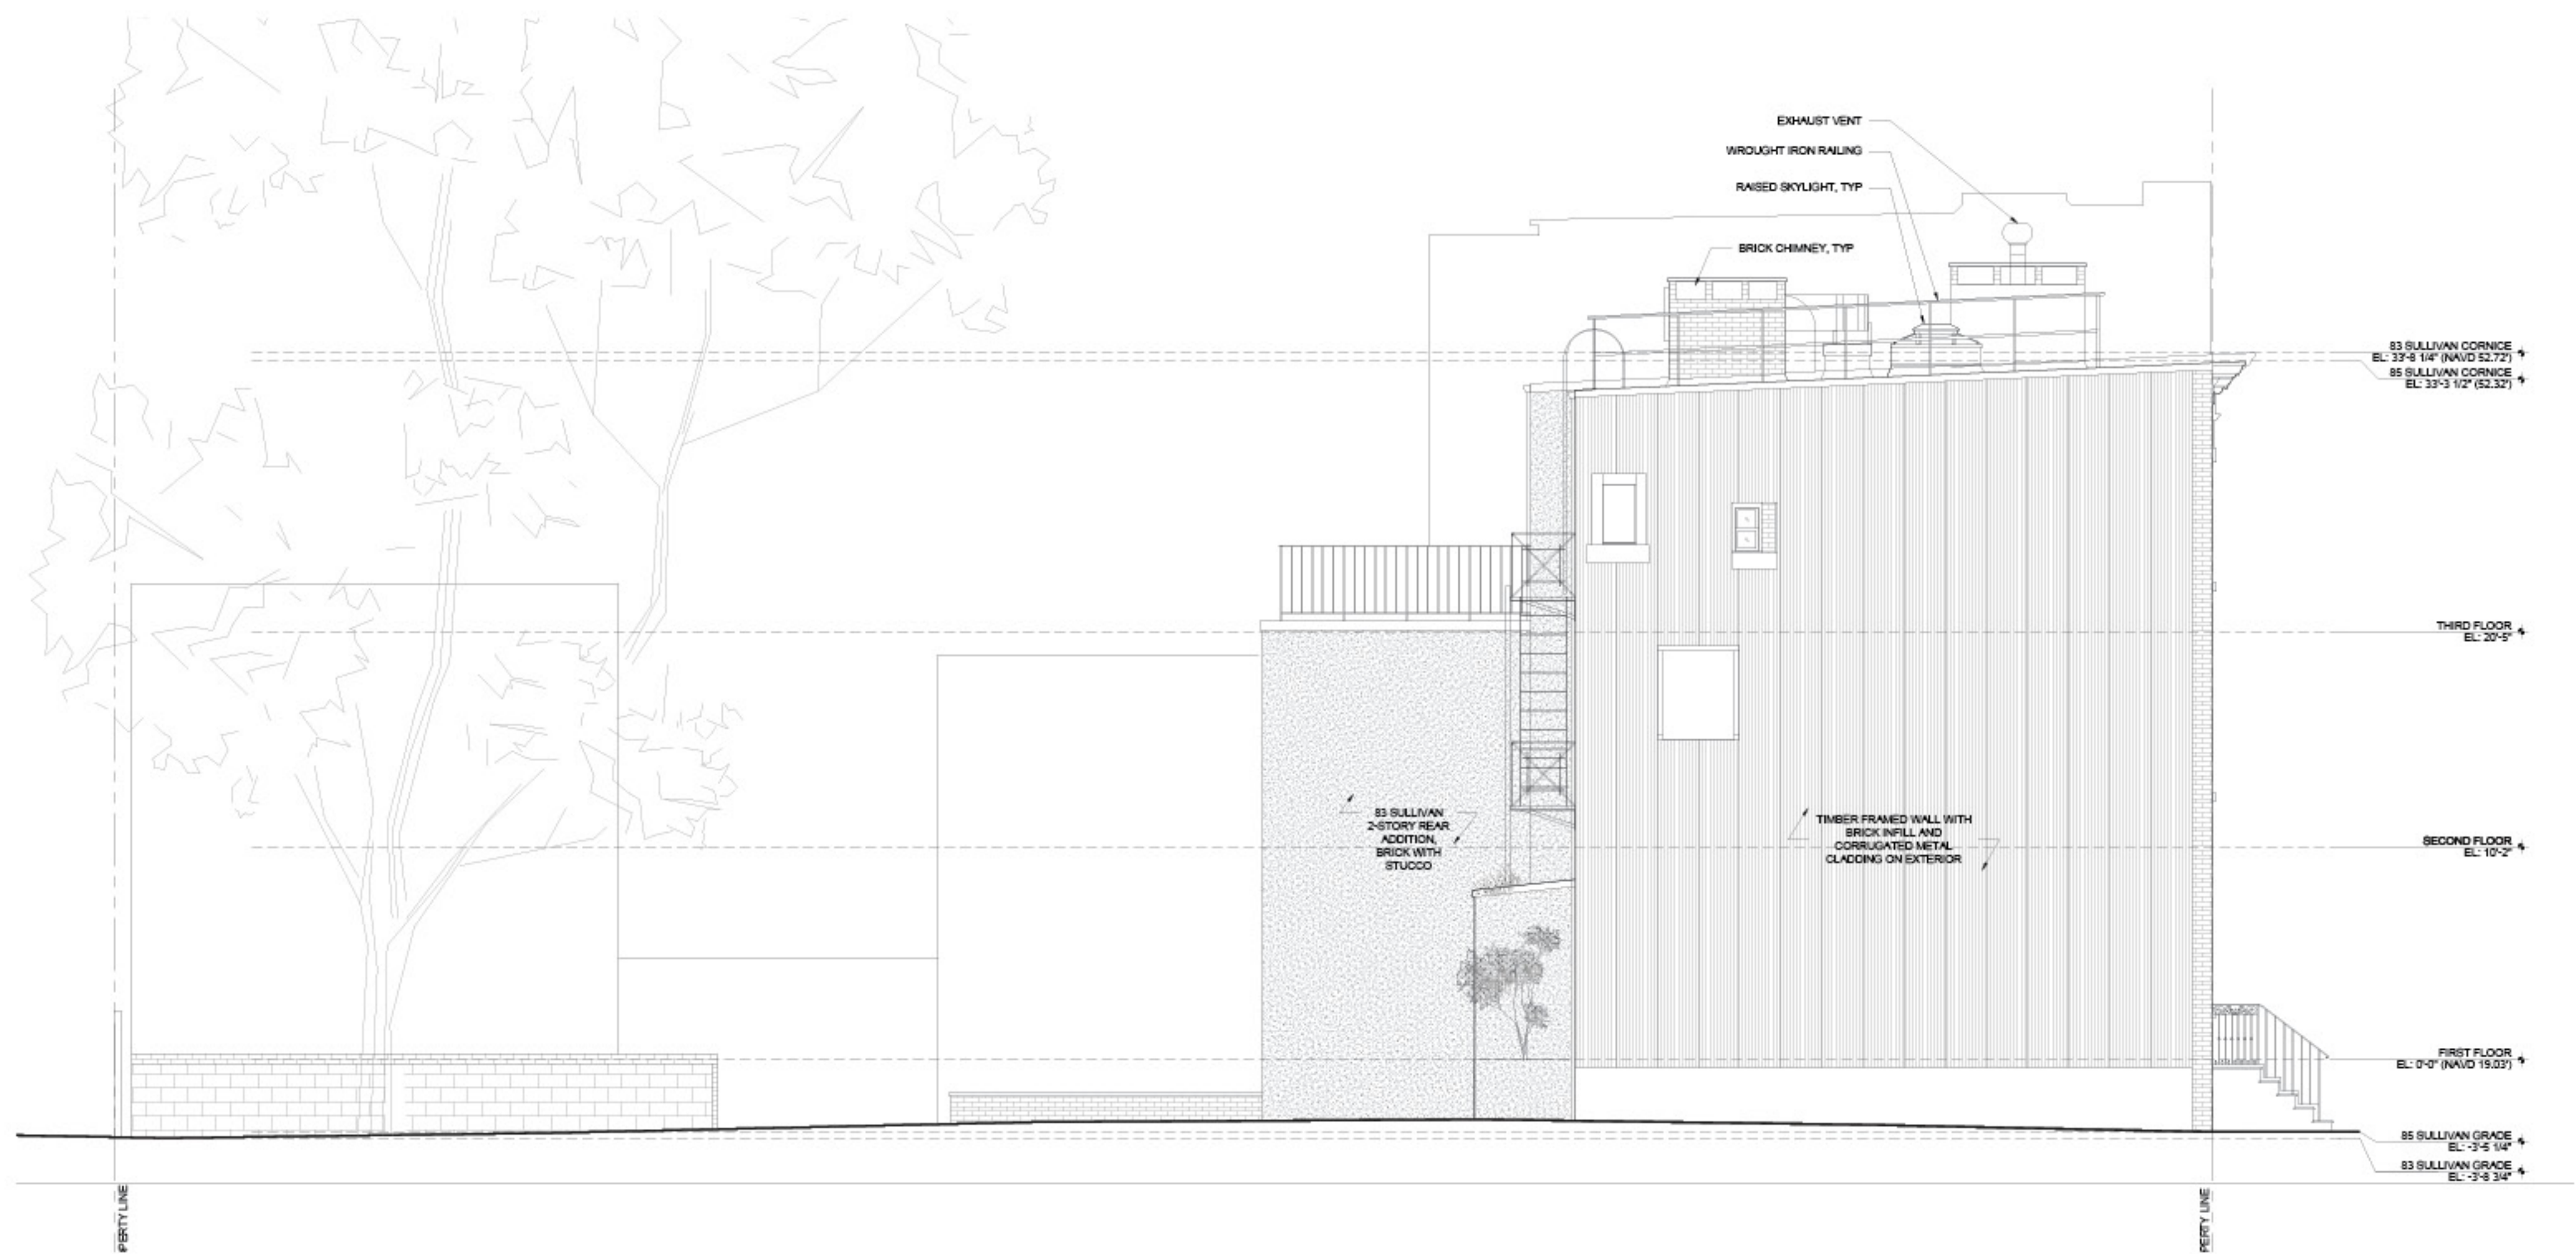 EXHAUST VENT
WROUGHT IRON RAILING
RAISED SKYLIGHT, TYP
BRICK CHIMNEY, TYP
83 SULLIVAN CORNICE
EL: 33'-8 1/4" (NAVD 52.72')
85 SULLIVAN CORNICE
EL: 33'-3 1/2" (52.32')
THIRD FLOOR
EL: 20'-5"
83 SULLIVAN
2-STORY REAR
ADDITION,
BRICK WITH
STUCCO
TIMBER FRAMED WALL WITH
BRICK INFILL AND
CORRUGATED METAL
CLADDING ON EXTERIOR
SECOND FLOOR
EL: 10'-2"
FIRST FLOOR
EL: 0'-0" (NAVD 19.03')
85 SULLIVAN GRADE
EL: -3'-5 1/4"
83 SULLIVAN GRADE
EL: -3'-8 3/4"
PERTY LINE
PERTY LINE